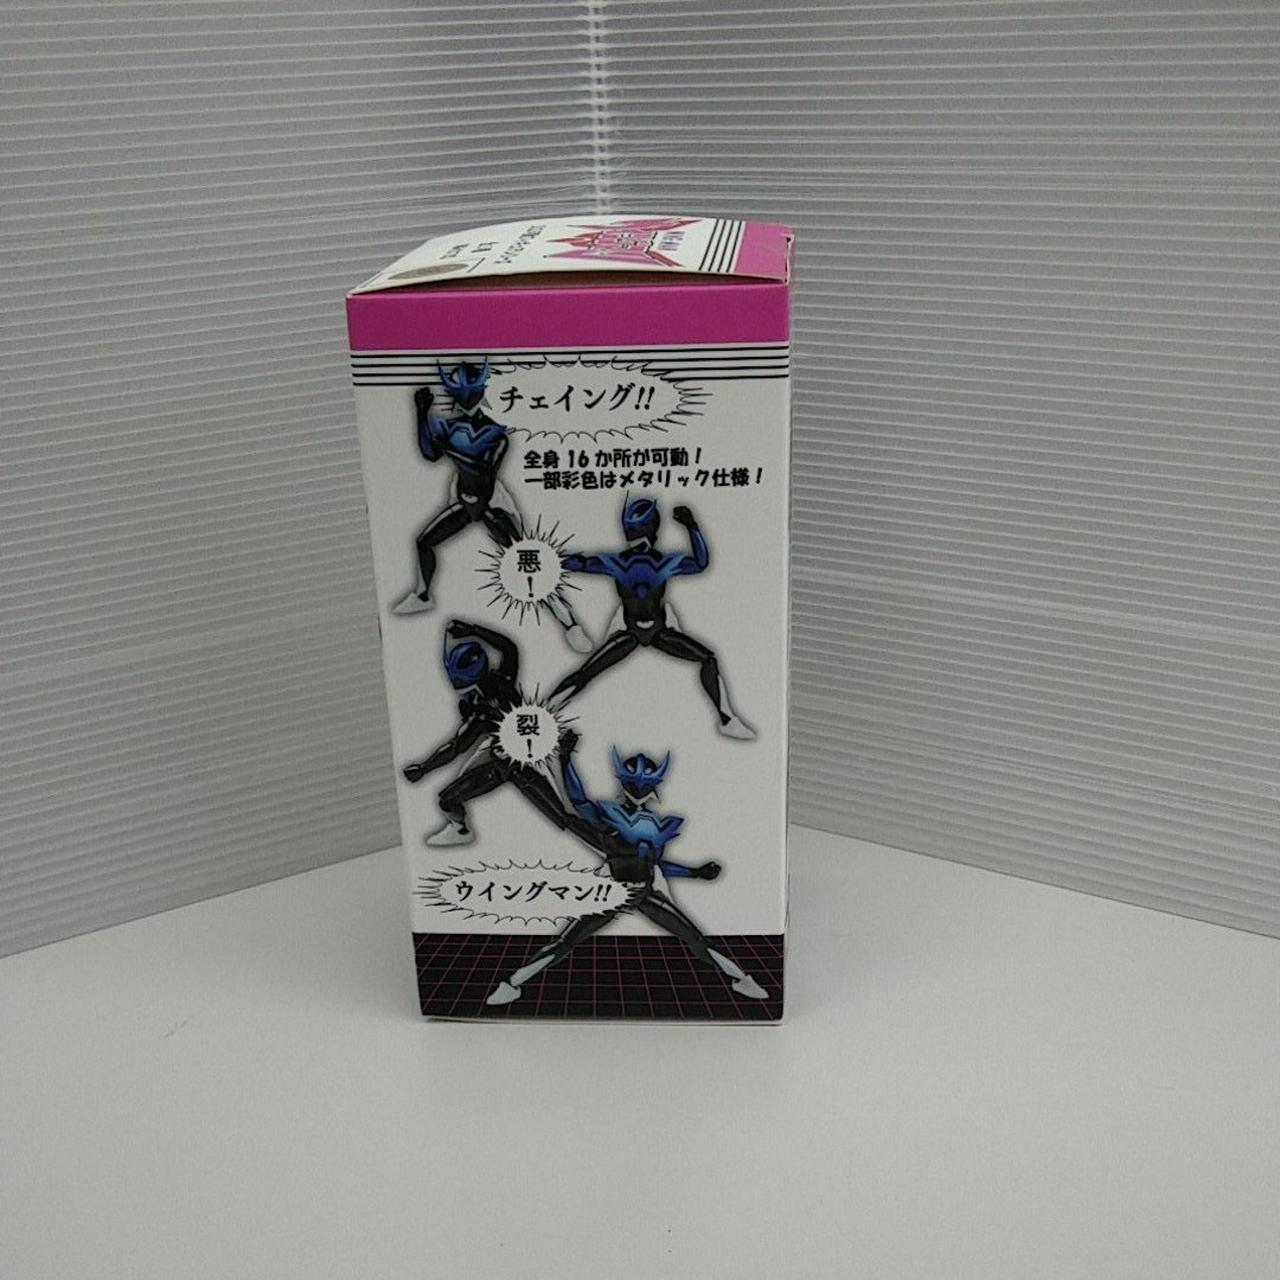 チェイング!!
全身16か所が可動！
一部彩色はメタリック仕様！
悪！
裂！
ウイングマン!!